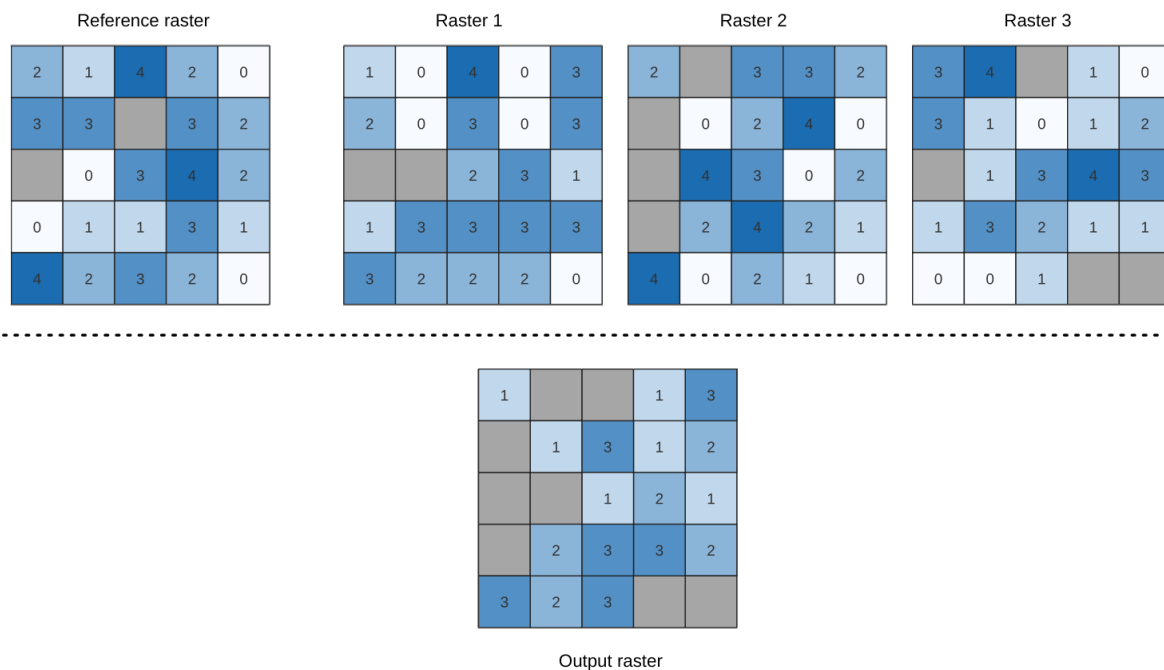 Reference raster Raster 1 Raster 2 Raster 3
2 1 4 2 0 1 0 4 0 3 2 3 3 2 3 4 1 0
3 3 3 2 2 0 3 0 3 0 2 4 0 3 1 0 1 2
0 3 4 2 2 3 1 4 3 0 2 1 3 4 3
0 1 1 3 1 1 3 3 3 3 2 4 2 1 1 3 2 1 1
4 2 3 2 0 3 2 2 2 0 4 0 2 1 0 0 0 1
1 1 3
1 3 1 2
1 2 1
2 3 3 2
3 2 3
Output raster